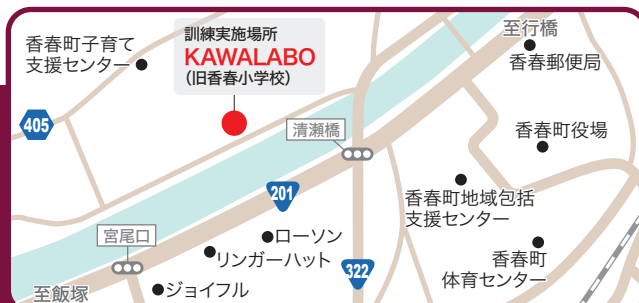 香春町子育て
支援センター
訓練実施場所
KAWALABO
(旧香春小学校)
至行橋
香春郵便局
405
清瀬橋
香春町役場
201
香春町地域包括
支援センター
宮尾口
ローソン
リンガーハット
322
香春町
体育センター
至飯塚
ジョイフル